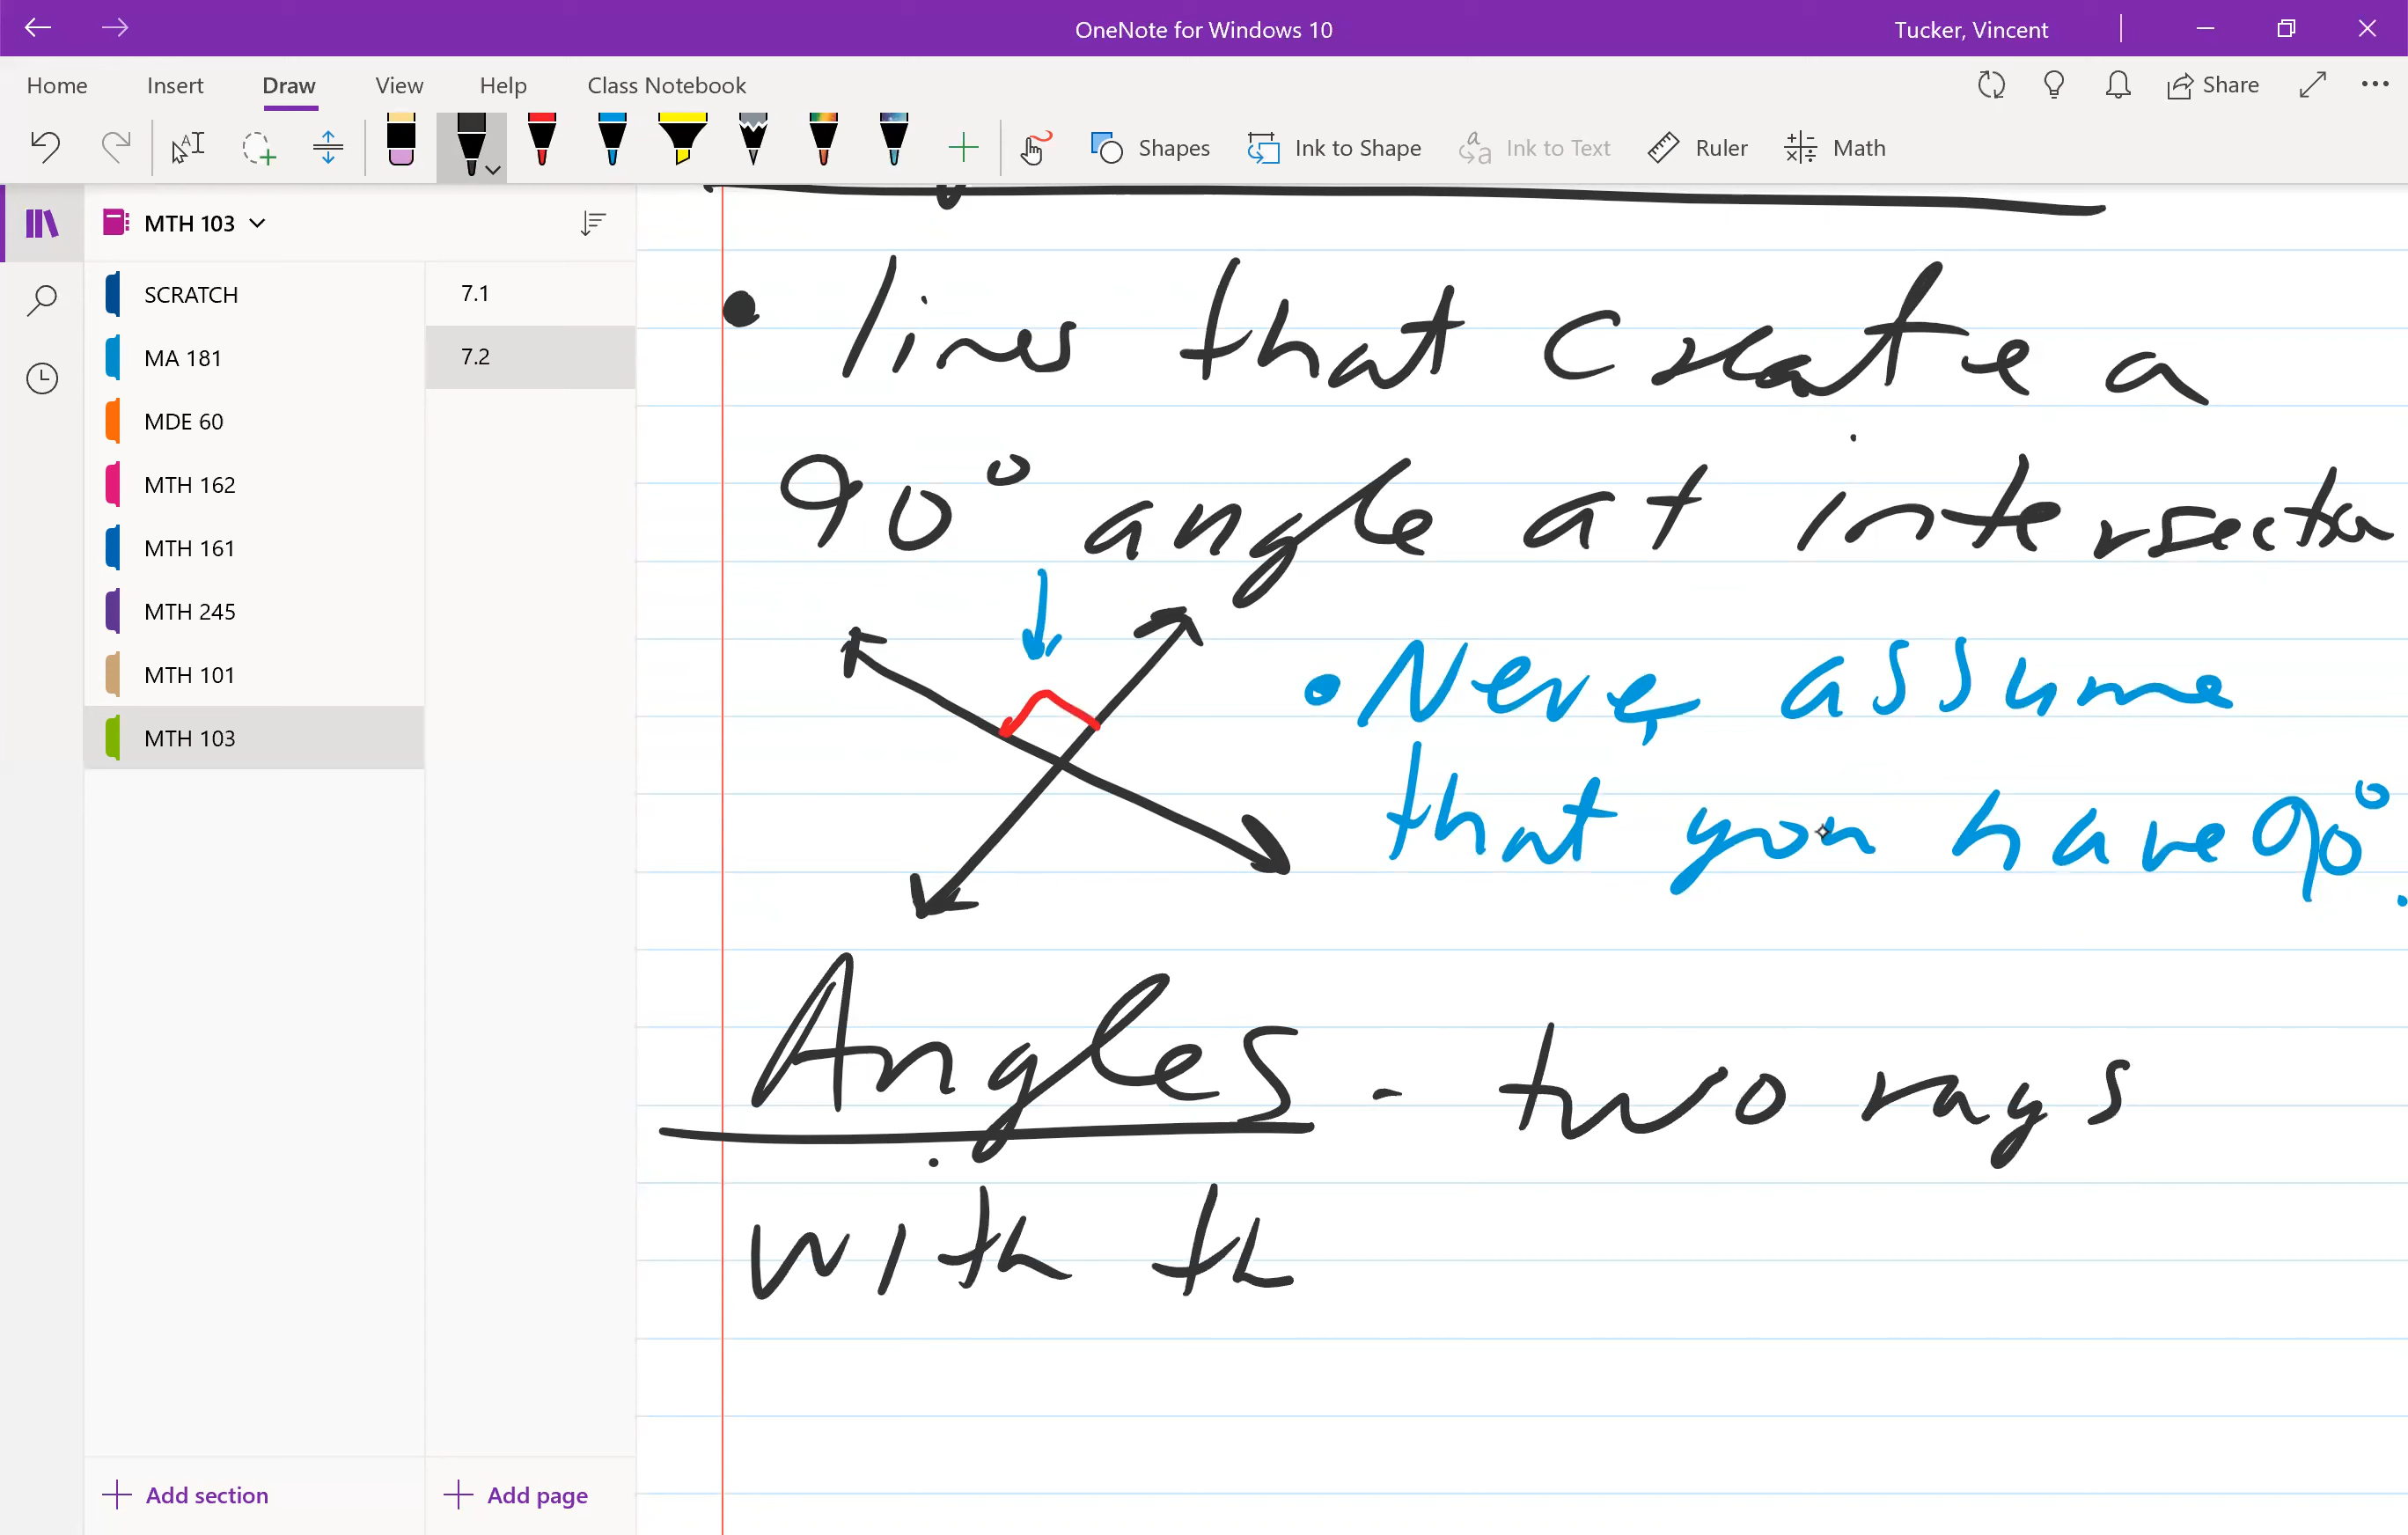 OneNote for Windows 10
Tucker, Vincent
Home Insert Draw View Help Class Notebook
Share
Shapes Ink to Shape Ink to Text Ruler Math
MTH 103
SCRATCH
MA 181
MDE 60
MTH 162
MTH 161
MTH 245
MTH 101
MTH 103
7.1
7.2
• lines that create a
90° angle at intersection
• Never assume
that you have 90°.
Angles - two rays
with th
Add section
Add page